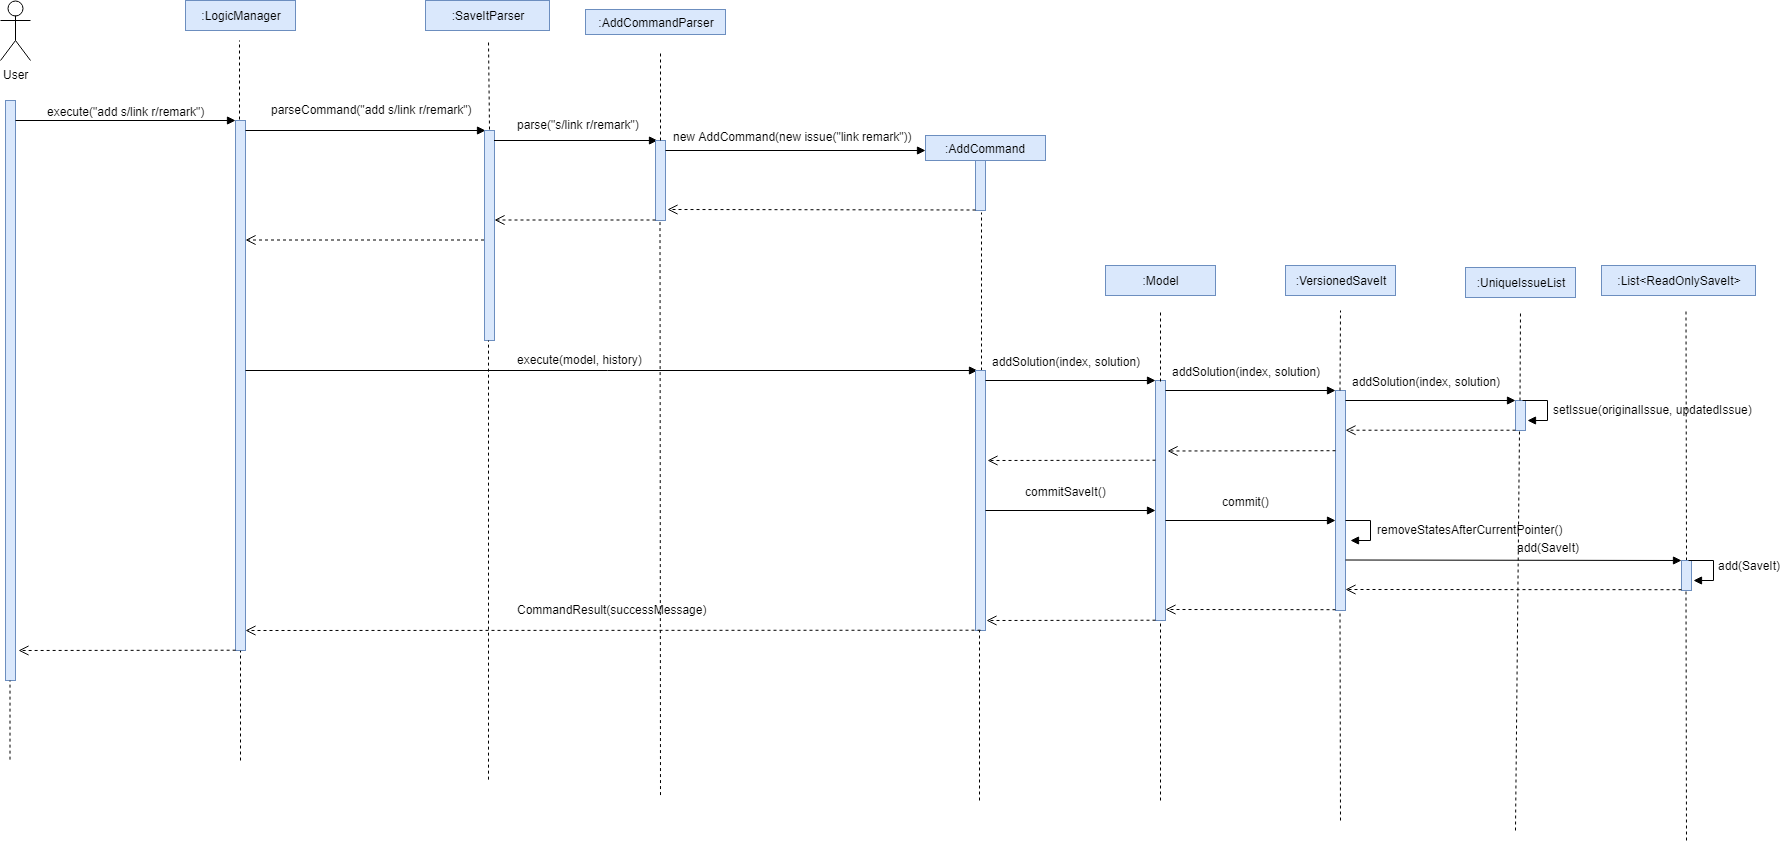 :LogicManager
:SaveItParser
:AddCommandParser
User
execute("add s/link r/remark")
parseCommand("add s/link r/remark")
parse("s/link r/remark")
new AddCommand(new issue("link remark"))
:AddCommand
:Model
:VersionedSaveIt
:UniqueIssueList
:List<ReadOnlySaveIt>
execute(model, history)
addSolution(index, solution)
addSolution(index, solution)
addSolution(index, solution)
setIssue(originalIssue, updatedIssue)
commitSaveIt()
commit()
removeStatesAfterCurrentPointer()
add(SaveIt)
add(SaveIt)
CommandResult(successMessage)